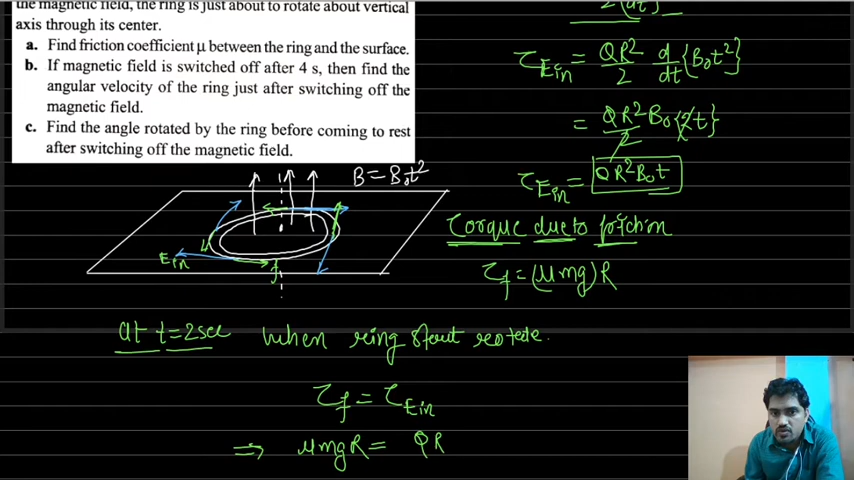 the magnetic field, the ring is just about to rotate about vertical
axis through its center.
a. Find friction coefficient μ between the ring and the surface.
b. If magnetic field is switched off after 4 s, then find the
angular velocity of the ring just after switching off the
magnetic field.
c. Find the angle rotated by the ring before coming to rest
after switching off the magnetic field.
B = B₀t²
Ein
f
τEin = QR²/2 d/dt {B₀t²}
= QR²/2 B₀ {2t}
τEin = QR²B₀t
Torque due to friction
τf = (μmg)R
at t=2sec when ring start rotate.
τf = τEin
⇒ μmgR = QR